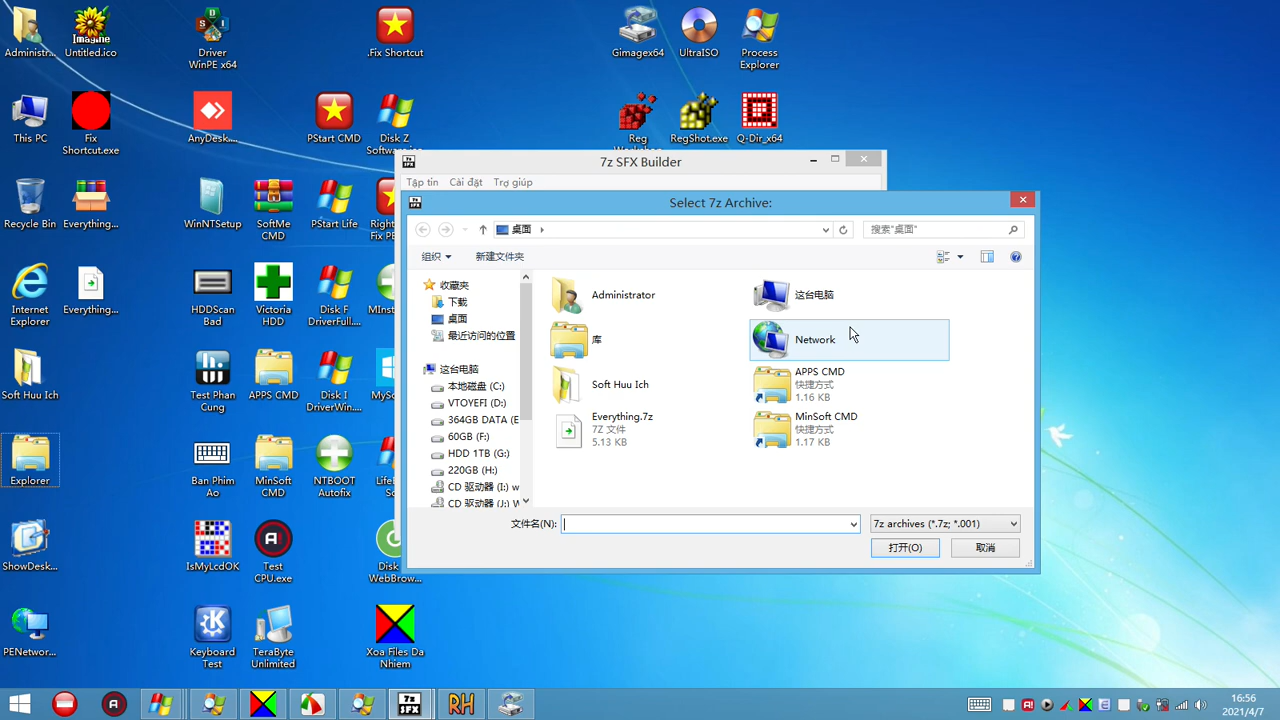 Administr...
Untitled.ico
Driver
WinPE x64
.Fix Shortcut
Gimagex64
UltraISO
Process
Explorer
This PC
Fix
Shortcut.exe
AnyDesk....
PStart CMD
Disk Z
Software...
Reg
RegShot.exe
Q-Dir_x64
Recycle Bin
Everything...
WinNTSetup
SoftMe
CMD
PStart Life
Right
Fix P
Internet
Explorer
Everything...
HDDScan
Bad
Victoria
HDD
Disk F
DriverFull....
MInst
Soft Huu Ich
Test Phan
Cung
APPS CMD
Disk I
DriverWin....
MyS
Explorer
Ban Phim
Ao
MinSoft
CMD
NTBOOT
Autofix
ShowDesk...
IsMyLcdOK
Test
CPU.exe
Disk
WebBrow...
PENetwor...
Keyboard
Test
TeraByte
Unlimited
Xoa Files Da
Nhiem
7z
SFX
7z SFX Builder
Tập tin
Cài đặt
Trợ giúp
Select 7z Archive:
桌面
搜索"桌面"
组织
新建文件夹
收藏夹
下载
桌面
最近访问的位置
这台电脑
本地磁盘 (C:)
VTOYEFI (D:)
364GB DATA (E
60GB (F:)
HDD 1TB (G:)
220GB (H:)
CD 驱动器 (I:) w
CD 驱动器 (J:) W
Administrator
这台电脑
库
Network
Soft Huu Ich
APPS CMD
快捷方式
1.16 KB
Everything.7z
7Z 文件
5.13 KB
MinSoft CMD
快捷方式
1.17 KB
文件名(N):
7z archives (*.7z; *.001)
打开(O)
取消
7z
SFX
RH
16:56
2021/4/7